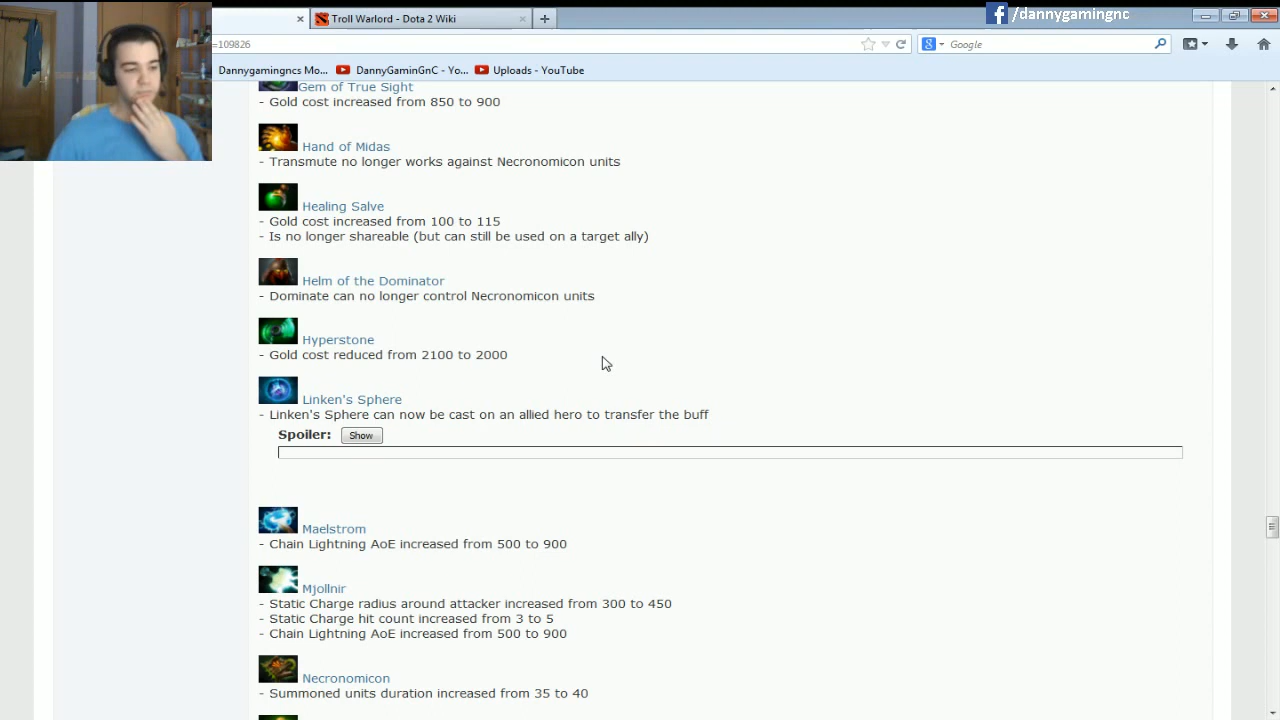 Troll Warlord - Dota 2 Wiki
/dannygamingnc
=109826
Google
Dannygamingncs Mo...
DannyGaminGnC - Yo...
Uploads - YouTube
Gem of True Sight
- Gold cost increased from 850 to 900
Hand of Midas
- Transmute no longer works against Necronomicon units
Healing Salve
- Gold cost increased from 100 to 115
- Is no longer shareable (but can still be used on a target ally)
Helm of the Dominator
- Dominate can no longer control Necronomicon units
Hyperstone
- Gold cost reduced from 2100 to 2000
Linken's Sphere
- Linken's Sphere can now be cast on an allied hero to transfer the buff
Spoiler: Show
Maelstrom
- Chain Lightning AoE increased from 500 to 900
Mjollnir
- Static Charge radius around attacker increased from 300 to 450
- Static Charge hit count increased from 3 to 5
- Chain Lightning AoE increased from 500 to 900
Necronomicon
- Summoned units duration increased from 35 to 40